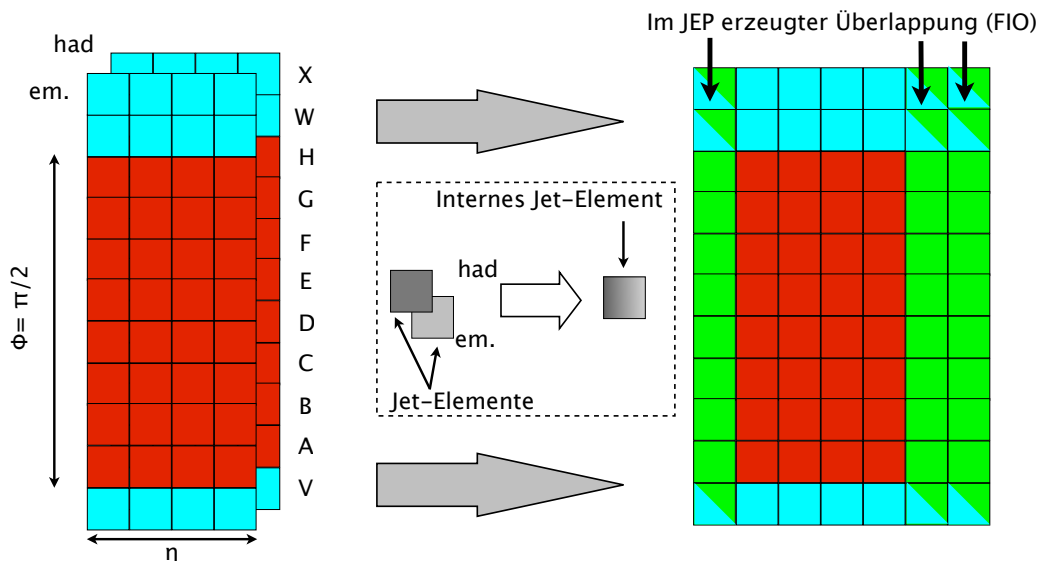 Im JEP erzeugter Überlappung (FIO)
had
em.
X
W
H
G
F
E
D
C
B
A
V
ϕ= π/2
η
Internes Jet-Element
had
em.
Jet-Elemente